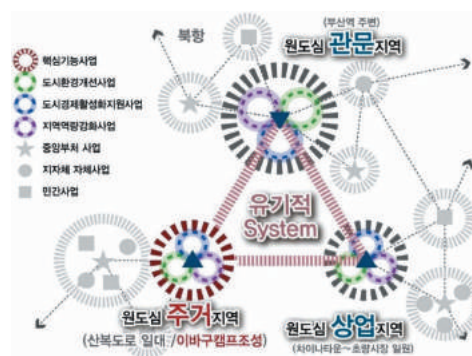 북항
(부산역 주변)
원도심 관문지역
핵심기능사업
도시환경개선사업
도시경제활성화지원사업
지역역량강화사업
중앙부처 사업
지자체 자체사업
민간사업
유기적
System
원도심 주거지역
(산복도로 일대 /이바구캠프조성)
원도심 상업지역
(차이나타운~초량시장 일원)